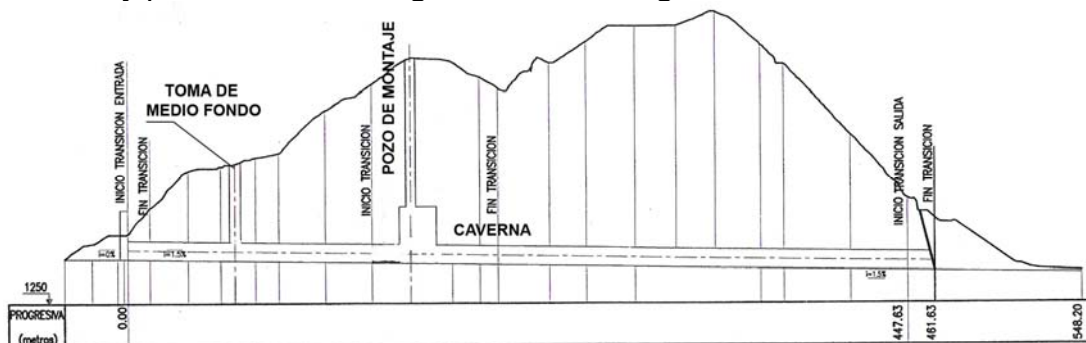 INICIO TRANSICION ENTRADA
FIN TRANSICION
TOMA DE
MEDIO FONDO
INICIO TRANSICION
POZO DE MONTAJE
FIN TRANSICION
CAVERNA
INICIO TRANSICION SALIDA
FIN TRANSICION
i=0%
i=1.5%
i=1.5%
1250
PROGRESIVA
(metros)
0.00
447.63
461.63
548.20